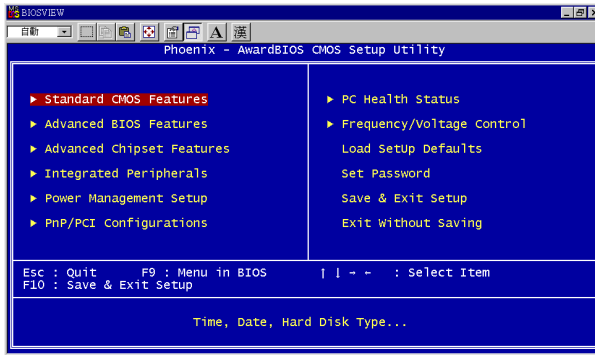 BIOSVIEW
自動
A 漢
Phoenix - AwardBIOS CMOS Setup Utility
▶ Standard CMOS Features
▶ Advanced BIOS Features
▶ Advanced Chipset Features
▶ Integrated Peripherals
▶ Power Management Setup
▶ PnP/PCI Configurations
▶ PC Health Status
▶ Frequency/Voltage Control
Load SetUp Defaults
Set Password
Save & Exit Setup
Exit Without Saving
Esc : Quit F9 : Menu in BIOS ↑ ↓ → ← : Select Item
F10 : Save & Exit Setup
Time, Date, Hard Disk Type...